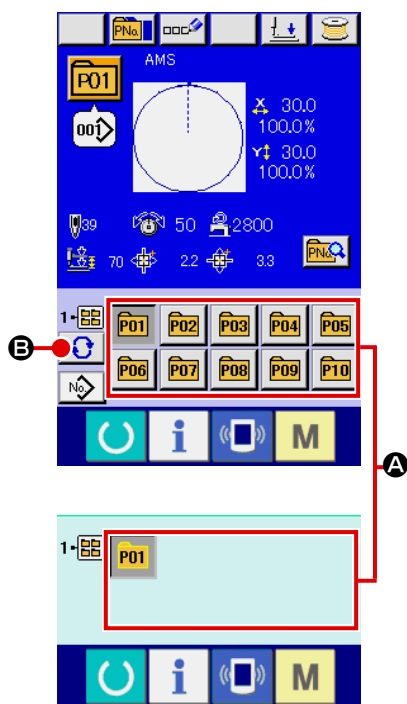 PNo.
AMS
P01
001
X 30.0
100.0%
Y 30.0
100.0%
39 50 2800
70 2.2 3.3 PNo.
1-
P01 P02 P03 P04 P05
B
P06 P07 P08 P09 P10
No.
i M
A
1-
P01
i M